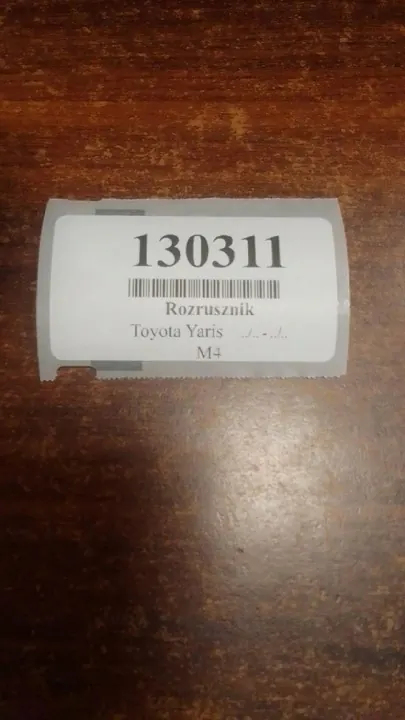 130311
Rozrusznik
Toyota Yaris ../.. - ../..
M4